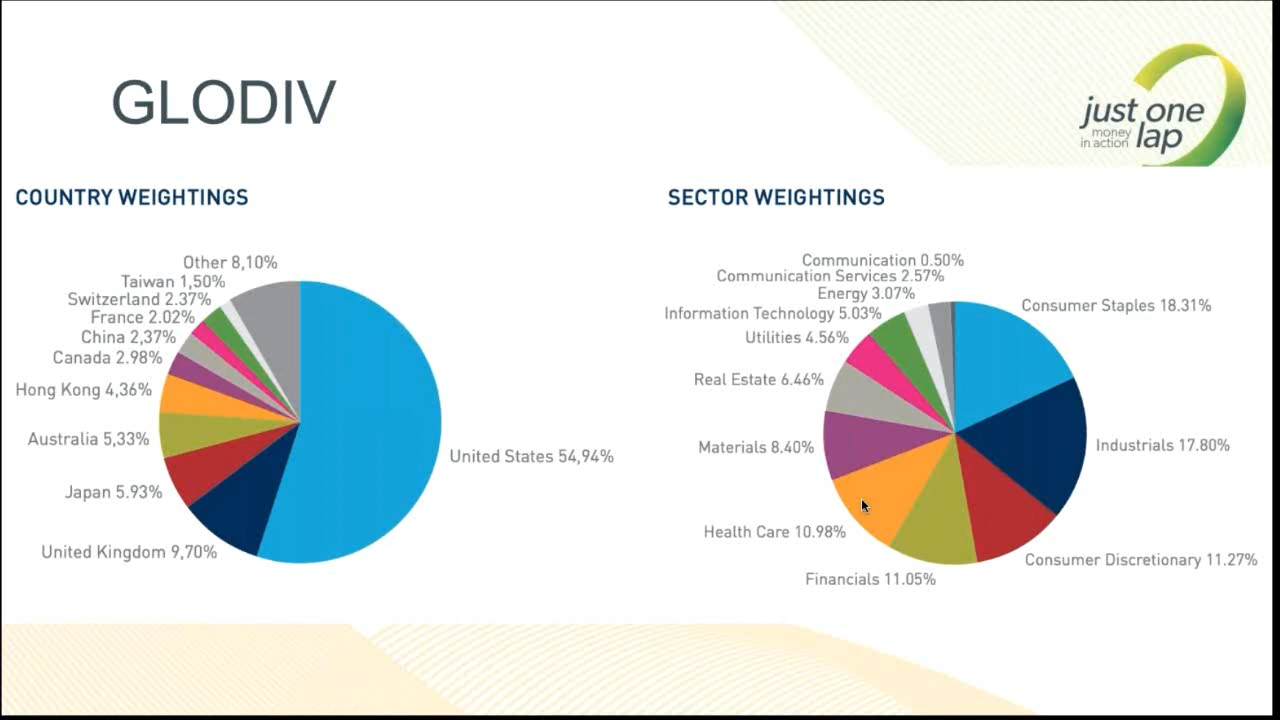 GLODIV
just one
money
in action
lap
COUNTRY WEIGHTINGS
Other 8,10%
Taiwan 1,50%
Switzerland 2.37%
France 2.02%
China 2,37%
Canada 2.98%
Hong Kong 4,36%
Australia 5,33%
Japan 5.93%
United Kingdom 9,70%
United States 54,94%
SECTOR WEIGHTINGS
Communication 0.50%
Communication Services 2.57%
Energy 3.07%
Information Technology 5.03%
Utilities 4.56%
Real Estate 6.46%
Materials 8.40%
Health Care 10.98%
Financials 11.05%
Consumer Discretionary 11.27%
Industrials 17.80%
Consumer Staples 18.31%